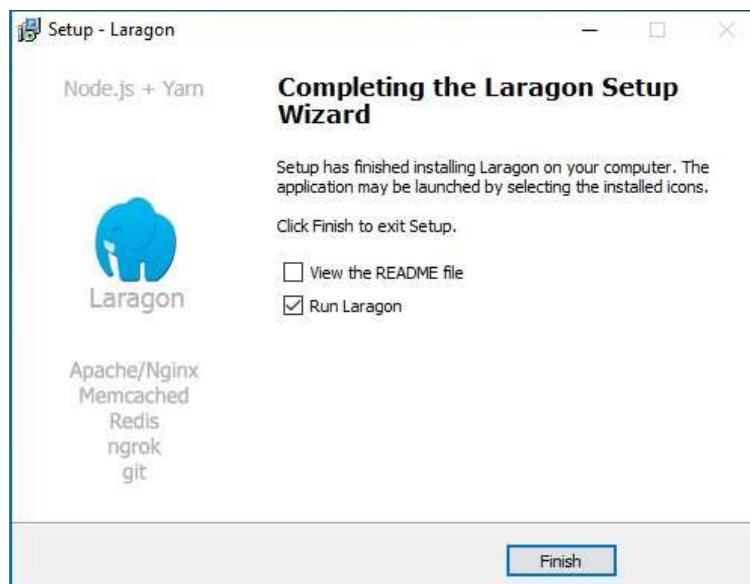 Setup - Laragon
Node.js + Yarn
Laragon
Apache/Nginx
Memcached
Redis
ngrok
git
Completing the Laragon Setup
Wizard
Setup has finished installing Laragon on your computer. The
application may be launched by selecting the installed icons.
Click Finish to exit Setup.
View the README file
Run Laragon
Finish